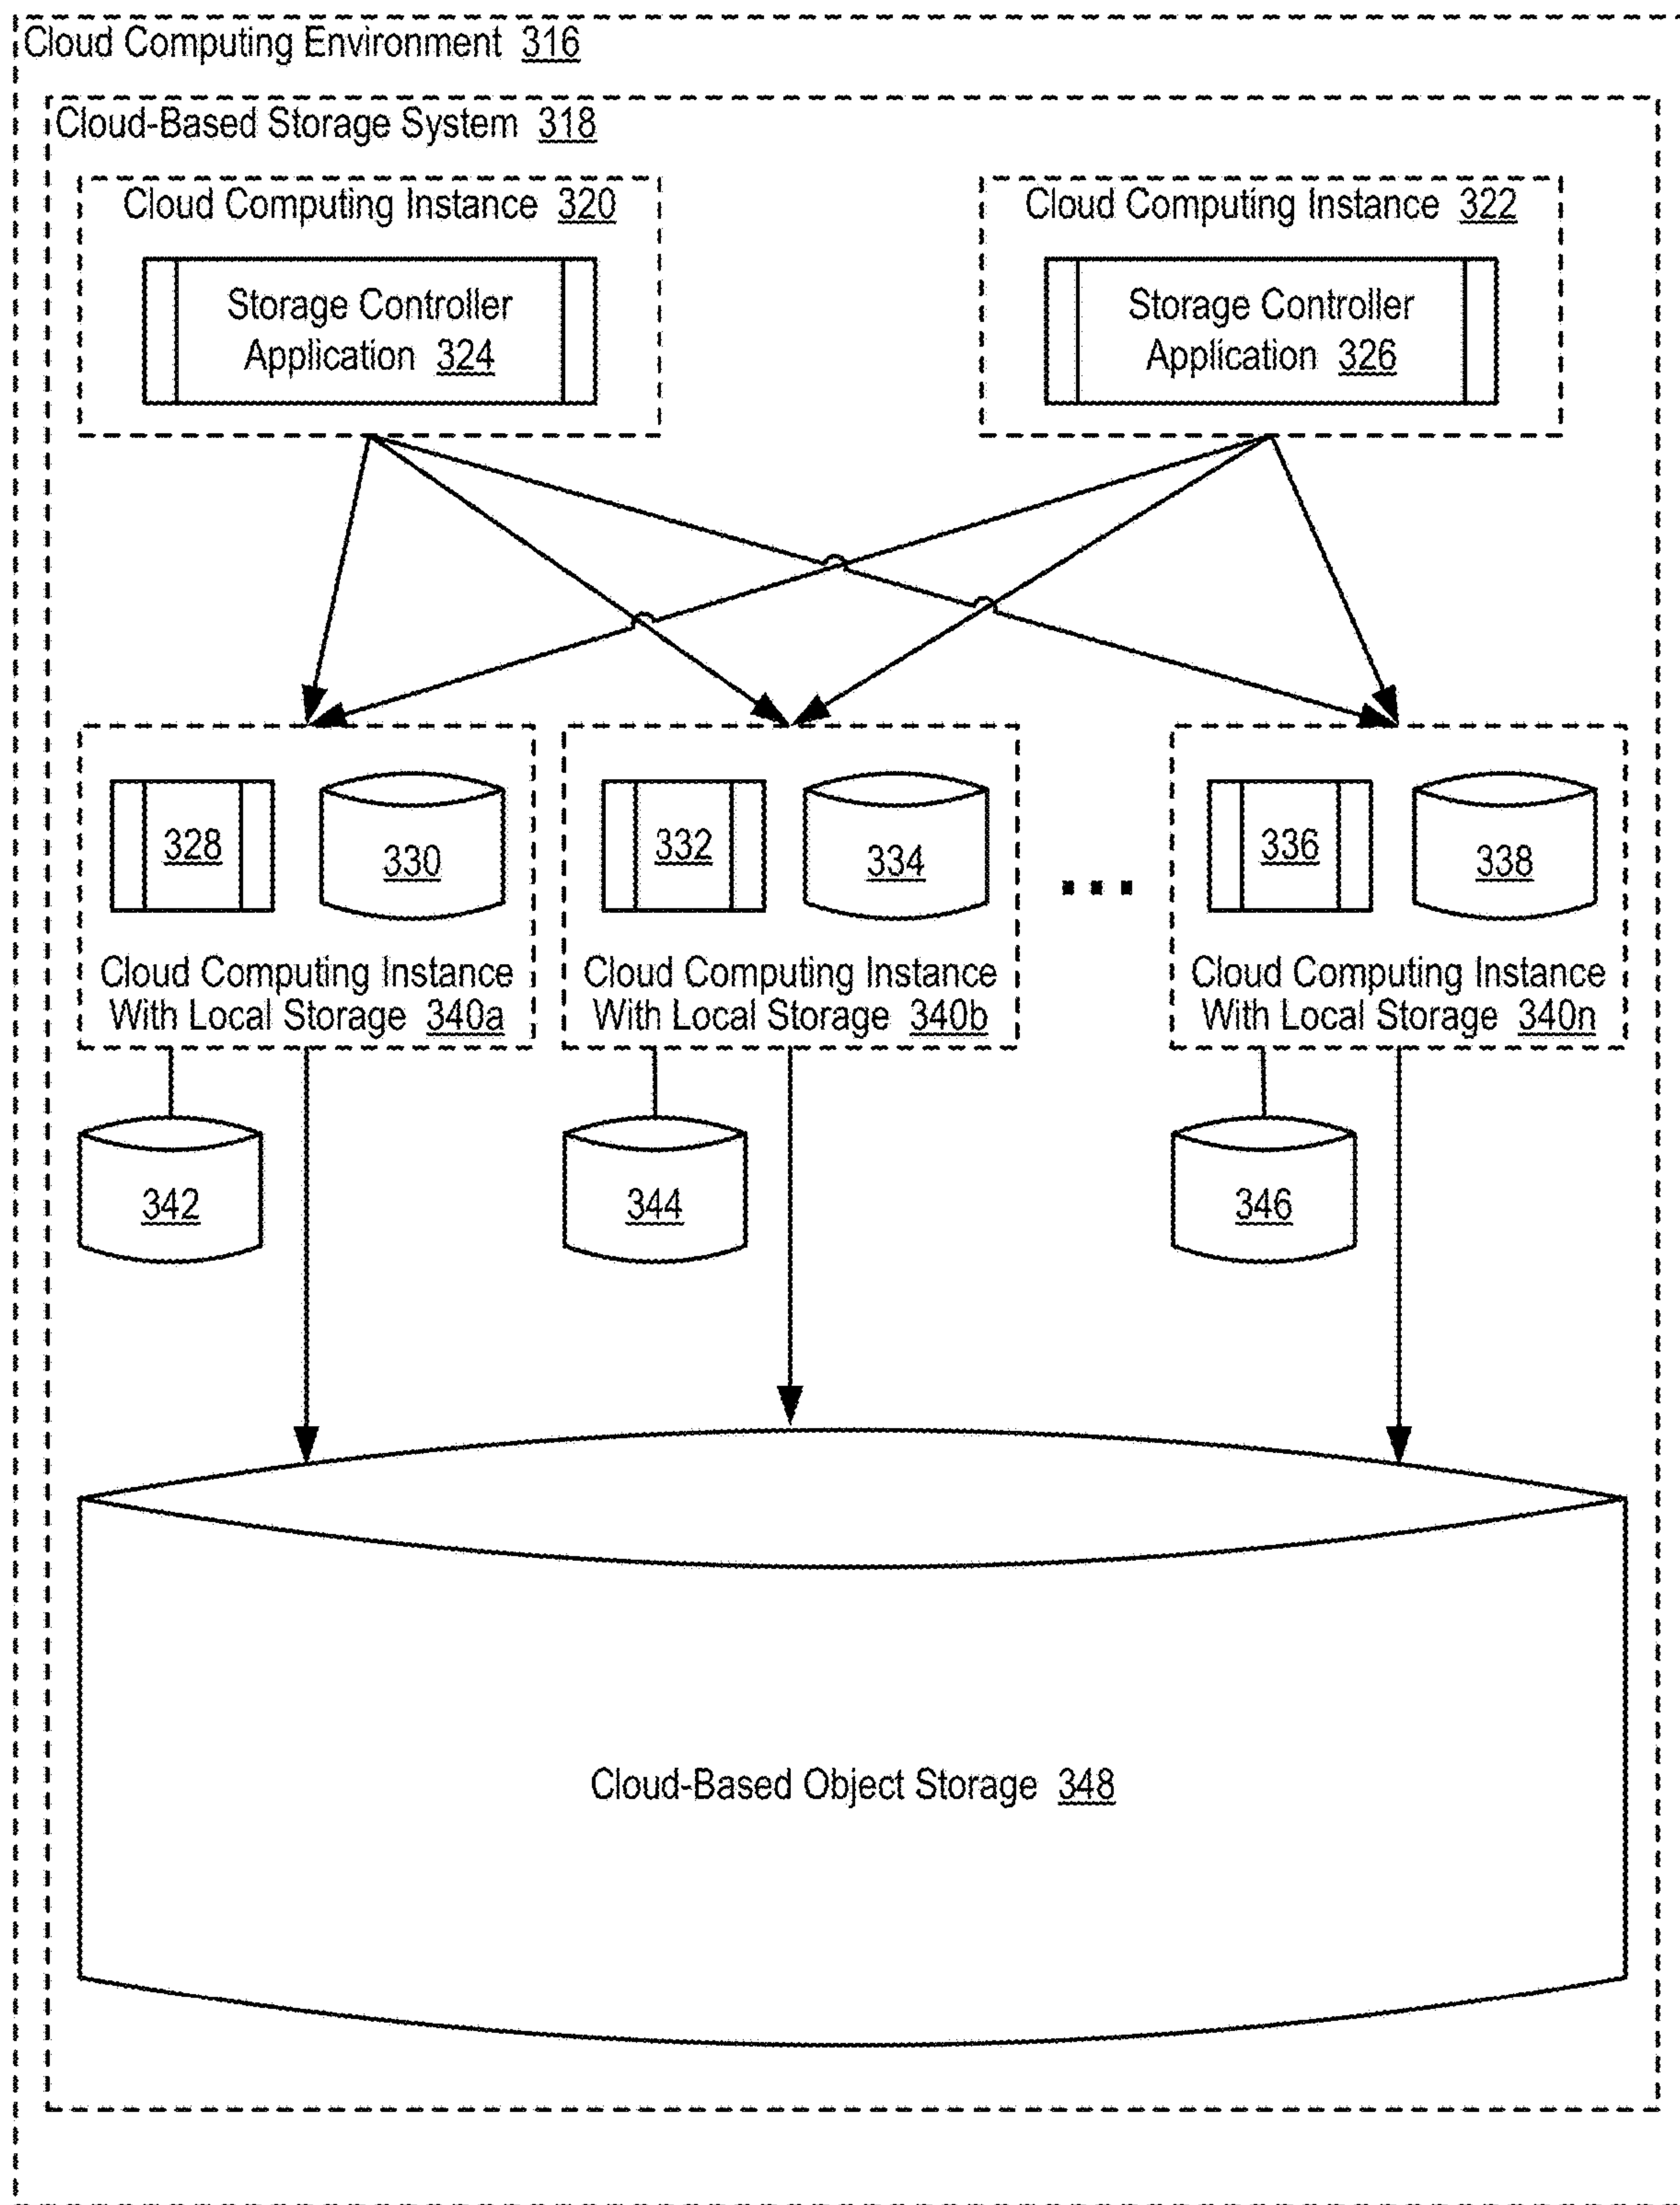 Cloud Computing Environment 316
Cloud-Based Storage System 318
Cloud Computing Instance 320
Storage Controller
Application 324
Cloud Computing Instance 322
Storage Controller
Application 326
328
330
Cloud Computing Instance
With Local Storage 340a
332
334
Cloud Computing Instance
With Local Storage 340b
...
336
338
Cloud Computing Instance
With Local Storage 340n
342
344
346
Cloud-Based Object Storage 348